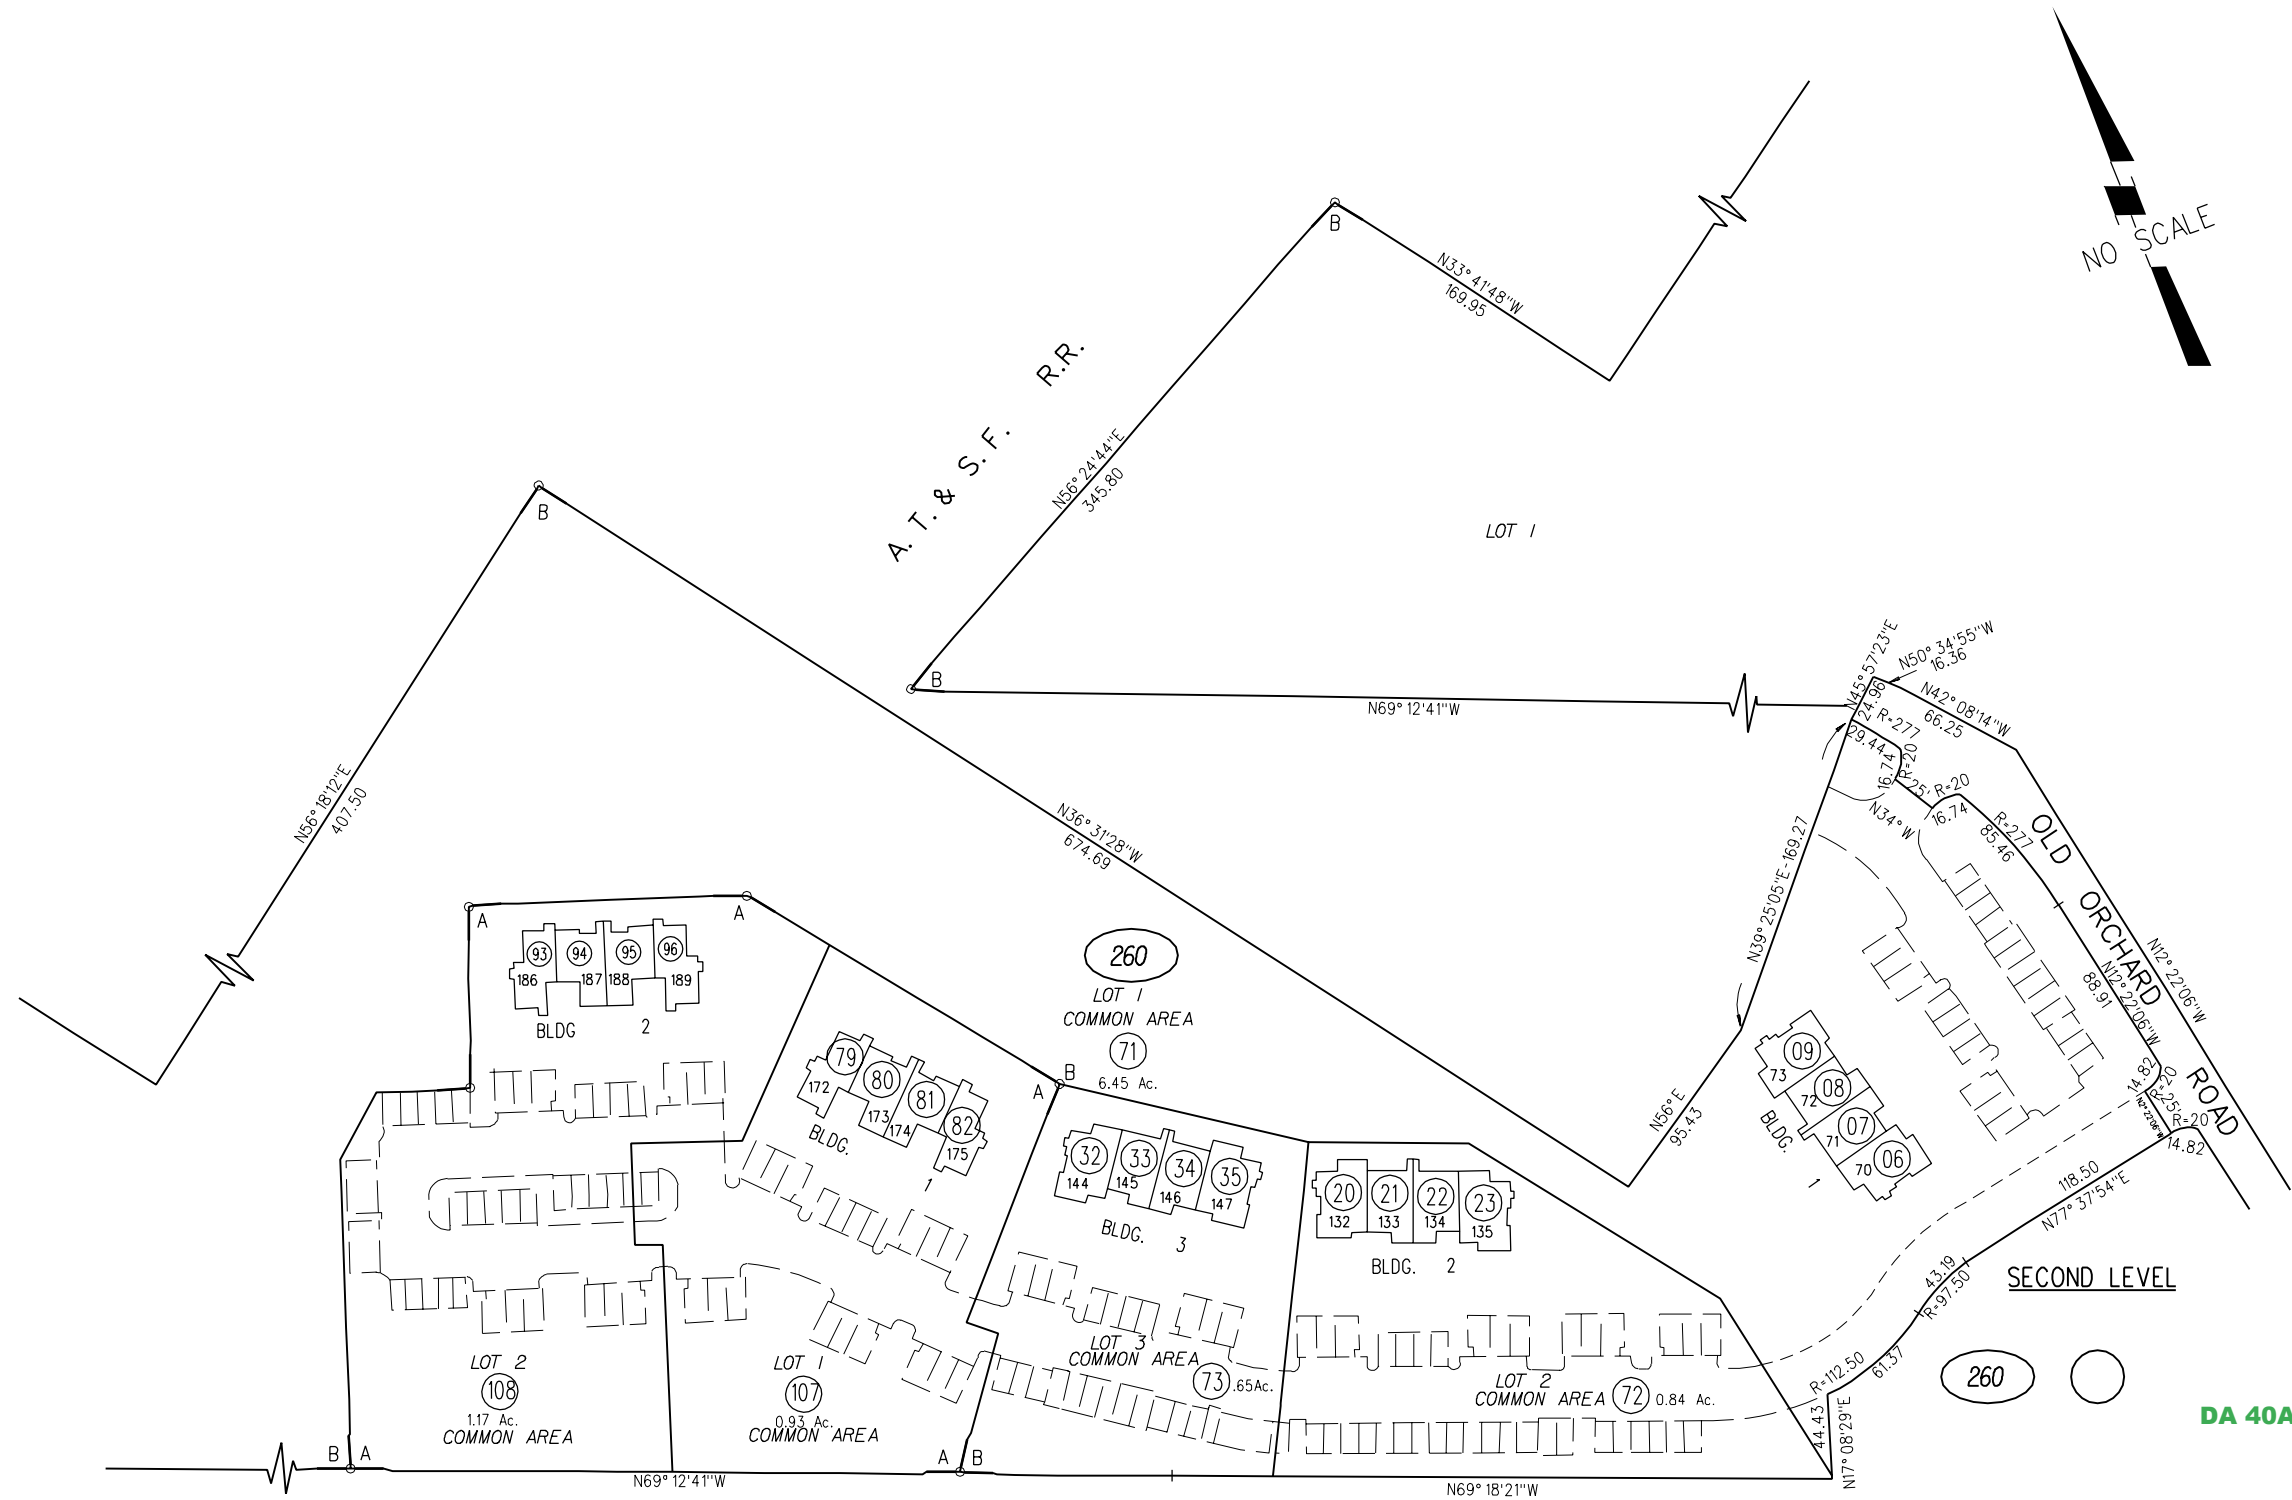 NO SCALE
B
N33°41'48"W
169.95
A. T. & S. F. R.R.
N56°24'44"E
345.80
LOT 1
B
B
N69°12'41"W
N45°57'23"E
24.96
N50°34'55"W
16.36
N42°08'14"W
66.25
R=277
29.44
R=20
16.74
25'
R=20
16.74
N34°W
R=277
85.46
OLD ORCHARD ROAD
N12°22'06"W
N12°22'06"W
88.91
N56°18'12"E
407.50
N36°31'28"W
674.69
N39°25'05"E-169.27
N56°E
95.43
A
A
93
94
95
96
186
187
188
189
BLDG 2
260
LOT 1
COMMON AREA
71
6.45 Ac.
79
80
81
82
172
173
174
175
BLDG. 1
A
B
32
33
34
35
144
145
146
147
BLDG. 3
20
21
22
23
132
133
134
135
BLDG. 2
09
08
07
06
73
72
71
70
BLDG. 1
14.82
R=20
25'
N12°22'06"W
R=20
14.82
118.50
N77°37'54"E
43.19
R=97.50
R=112.50
61.37
44.43
N17°08'29"E
SECOND LEVEL
260
LOT 2
108
1.17 Ac.
COMMON AREA
LOT 1
107
0.93 Ac.
COMMON AREA
LOT 3
COMMON AREA
73
.65Ac.
LOT 2
COMMON AREA 72 0.84 Ac.
B A
A B
N69°12'41"W
N69°18'21"W
DA 40A